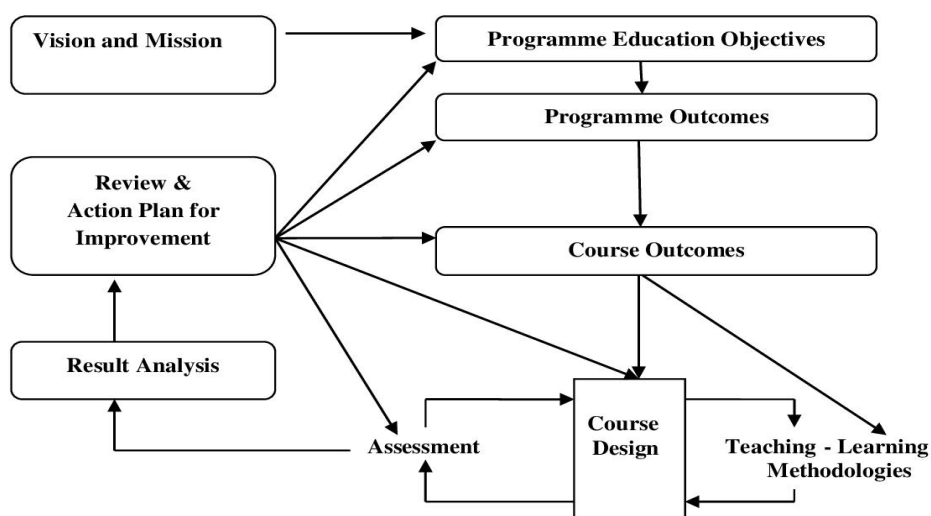 Vision and Mission
Programme Education Objectives
Programme Outcomes
Review &
Action Plan for
Improvement
Course Outcomes
Result Analysis
Assessment
Course
Design
Teaching - Learning
Methodologies